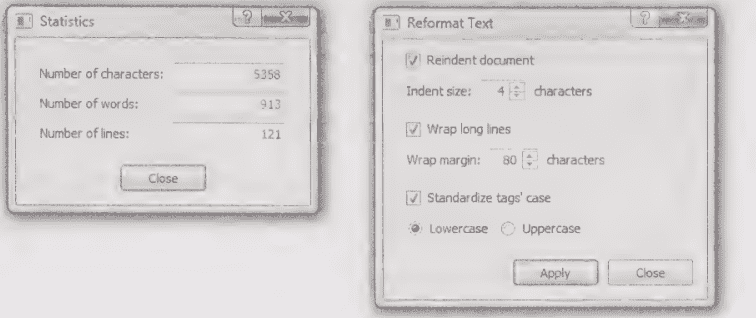 Statistics
Number of characters: 5358
Number of words: 913
Number of lines: 121
Close
Reformat Text
Reindent document
Indent size: 4 characters
Wrap long lines
Wrap margin: 80 characters
Standardize tags' case
Lowercase Uppercase
Apply Close